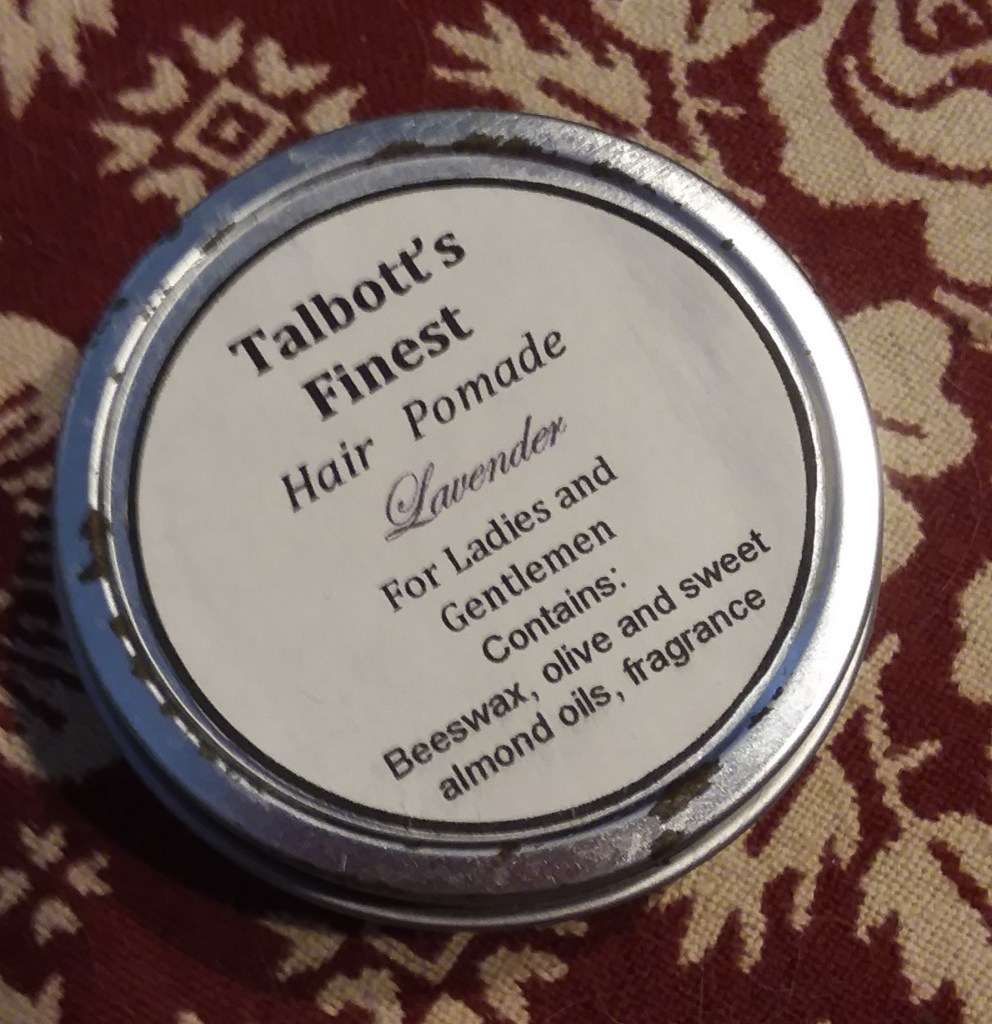 Talbott's
Finest
Hair Pomade
Lavender
For Ladies and
Gentlemen
Contains:
Beeswax, olive and sweet
almond oils, fragrance